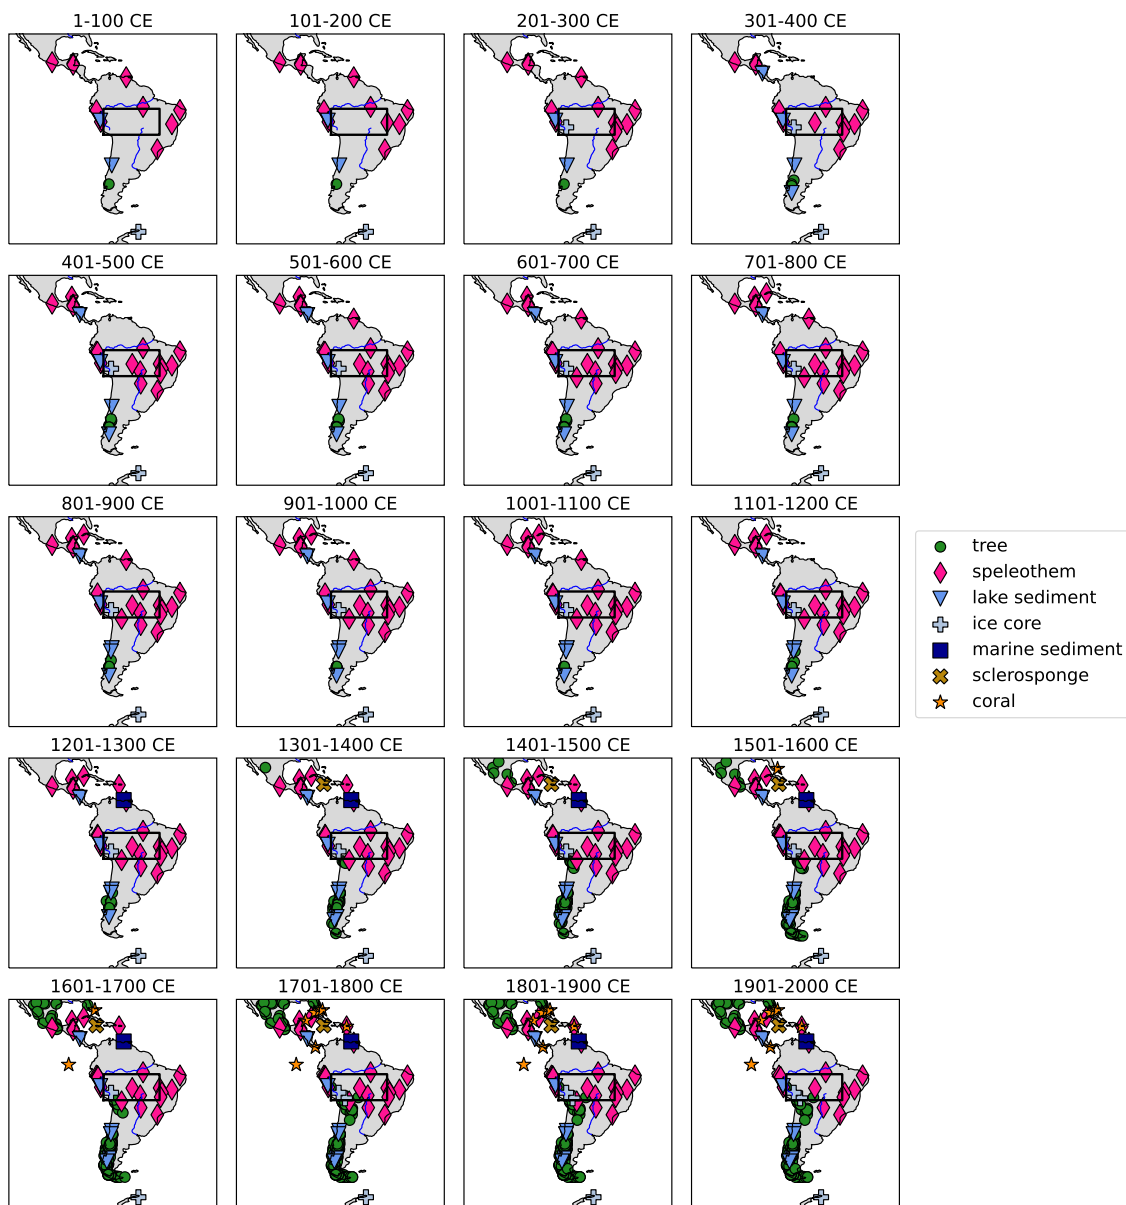 1-100 CE
101-200 CE
201-300 CE
301-400 CE
401-500 CE
501-600 CE
601-700 CE
701-800 CE
801-900 CE
901-1000 CE
1001-1100 CE
1101-1200 CE
tree
speleothem
lake sediment
ice core
marine sediment
sclerosponge
coral
1201-1300 CE
1301-1400 CE
1401-1500 CE
1501-1600 CE
1601-1700 CE
1701-1800 CE
1801-1900 CE
1901-2000 CE